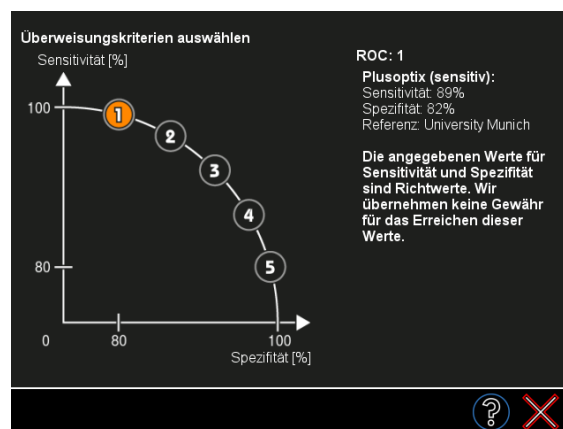 Überweisungskriterien auswählen
Sensitivität [%]
100
1
2
3
4
5
80
0
80
100
Spezifität [%]
ROC: 1
Plusoptix (sensitiv):
Sensitivität: 89%
Spezifität: 82%
Referenz: University Munich
Die angegebenen Werte für
Sensitivität und Spezifität
sind Richtwerte. Wir
übernehmen keine Gewähr
für das Erreichen dieser
Werte.
?